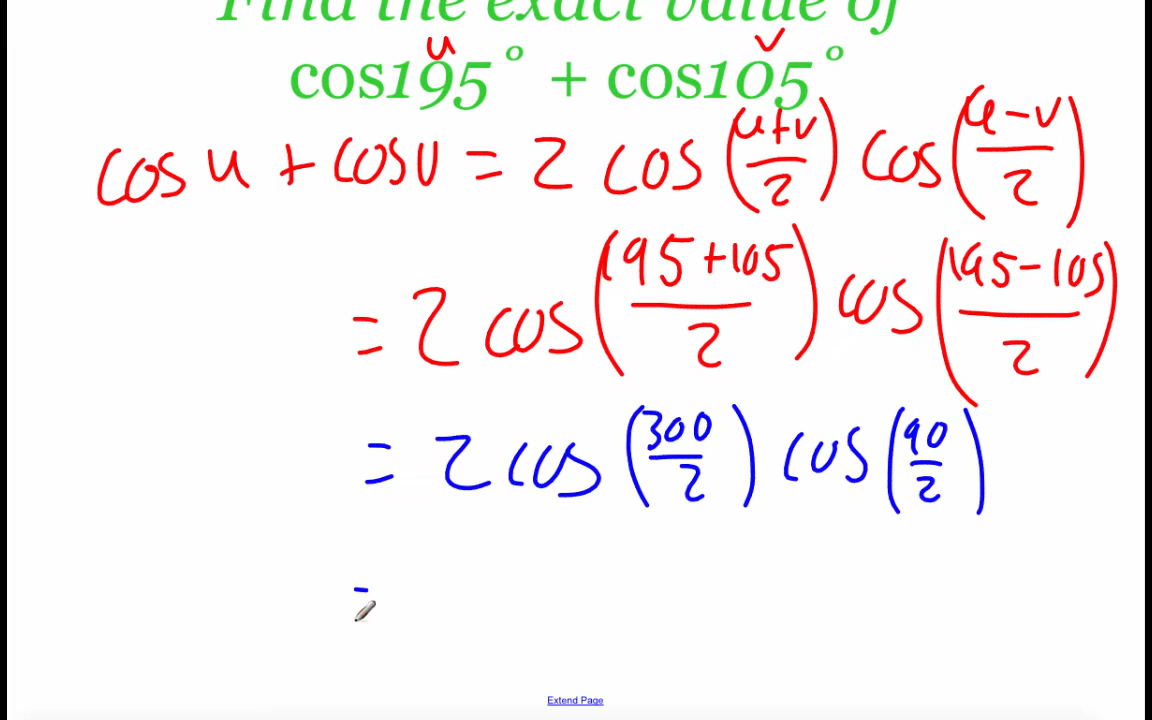 Find the exact value of
u v
cos195° + cos105°
cos u + cos v = 2 cos((u+v)/2) cos((u-v)/2)
= 2 cos((195+105)/2) cos((195-105)/2)
= 2 cos(300/2) cos(90/2)
-
Extend Page